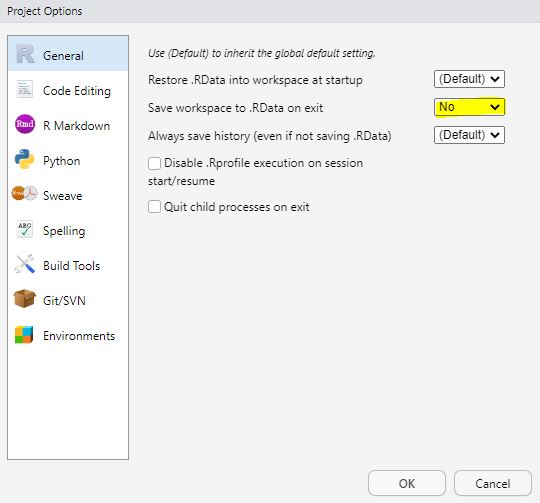 Project Options
General
Code Editing
Rmd R Markdown
Python
Sweave
ABC Spelling
Build Tools
Git/SVN
Environments
Use (Default) to inherit the global default setting.
Restore .RData into workspace at startup (Default)
Save workspace to .RData on exit No
Always save history (even if not saving .RData) (Default)
Disable .Rprofile execution on session
start/resume
Quit child processes on exit
OK Cancel